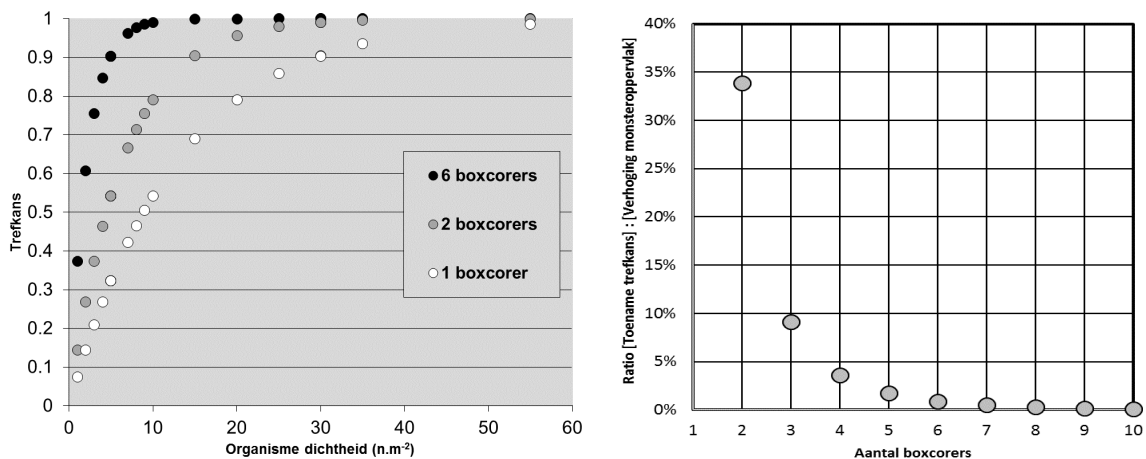 1
0.9
0.8
0.7
0.6
0.5
0.4
0.3
0.2
0.1
0
Trefkans
6 boxcorers
2 boxcorers
1 boxcorer
0 10 20 30 40 50 60
Organisme dichtheid (n.m-2)
40%
35%
30%
25%
20%
15%
10%
5%
0%
Ratio [Toename trefkans] : [Verhoging monsteroppervlak]
1 2 3 4 5 6 7 8 9 10
Aantal boxcorers